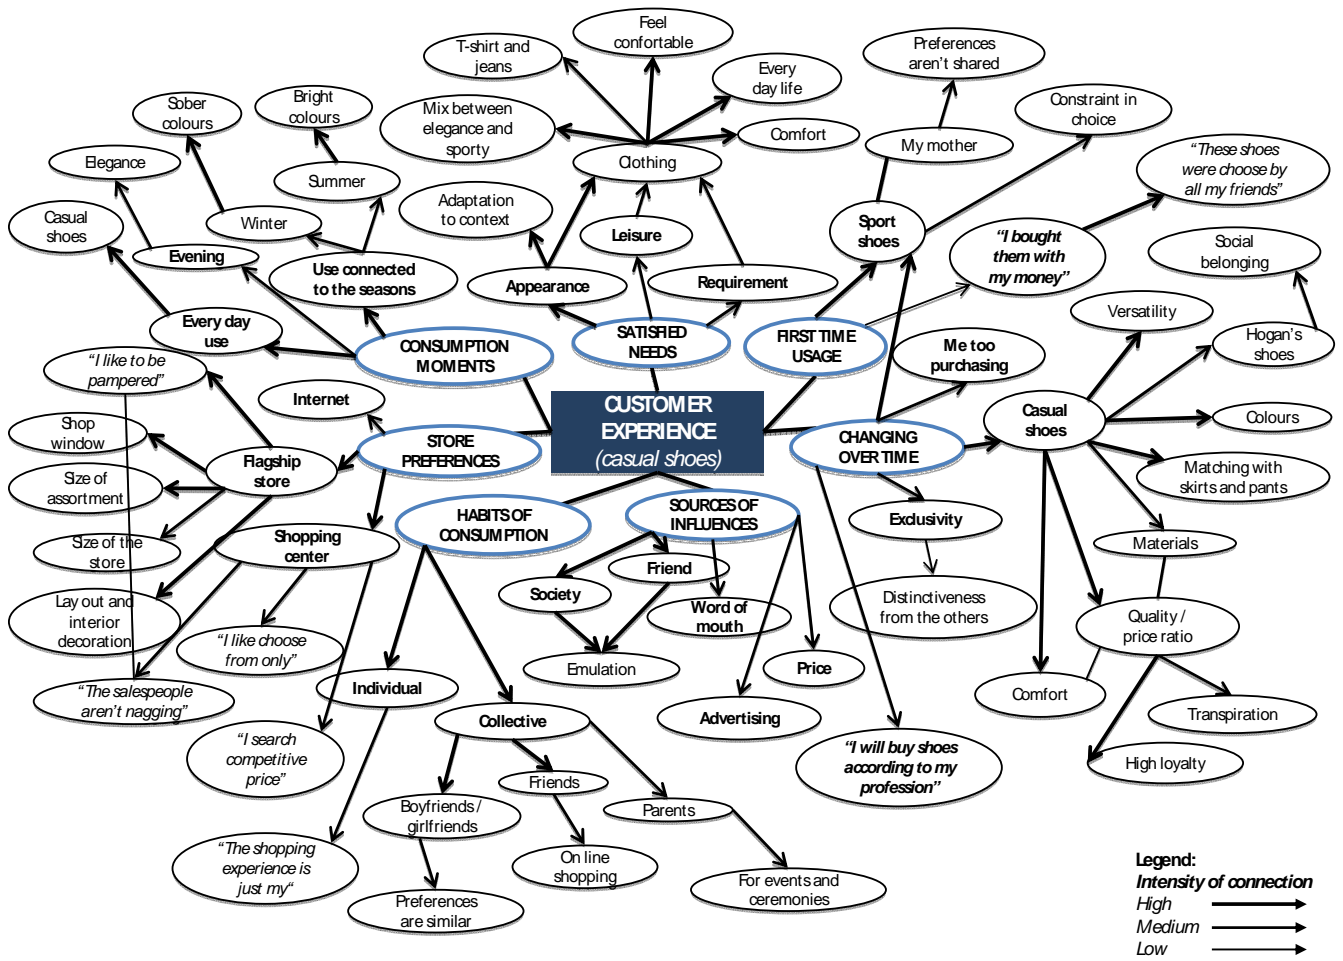 Feel
confortable
T-shirt and
jeans
Preferences
aren't shared
Every
day life
Bright
colours
Sober
colours
Constraint in
choice
Mix between
elegance and
sporty
Comfort
My mother
Clothing
Elegance
"These shoes
were choose by
all my friends"
Summer
Adaptation
to context
Casual
shoes
Winter
Leisure
Sport
shoes
"I bought
them with
my money"
Social
belonging
Evening
Use connected
to the seasons
Appearance
Requirement
Versatility
Every day
use
CONSUMPTION
MOMENTS
SATISFIED
NEEDS
FIRST TIME
USAGE
Me too
purchasing
Hogan's
shoes
"I like to be
pampered"
Internet
CUSTOMER
EXPERIENCE
(casual shoes)
Casual
shoes
Colours
Shop
window
STORE
PREFERENCES
CHANGING
OVER TIME
Flagship
store
Matching with
skirts and pants
Size of
assortment
HABITS OF
CONSUMPTION
SOURCES OF
INFLUENCES
Exclusivity
Size of the
store
Shopping
center
Materials
Friend
Society
Word of
mouth
Distinctiveness
from the others
Lay out and
interior
decoration
Quality /
price ratio
"I like choose
from only"
Emulation
Price
Individual
Comfort
"The salespeople
aren't nagging"
Collective
Advertising
Transpiration
"I search
competitive
price"
"I will buy shoes
according to my
profession"
High loyalty
Friends
Boyfriends /
girlfriends
Parents
"The shopping
experience is
just my"
On line
shopping
For events and
ceremonies
Preferences
are similar
Legend:
Intensity of connection
High
Medium
Low